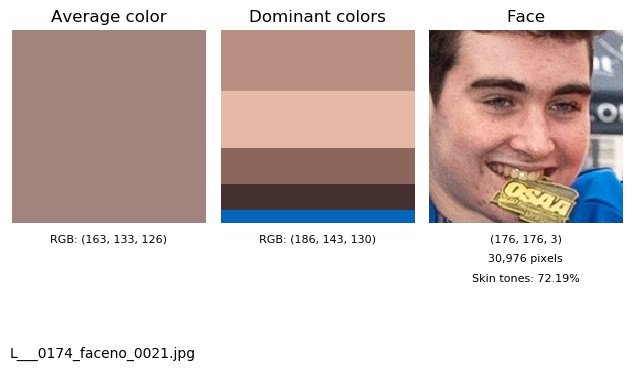 Average color
Dominant colors
Face
OSAA
RGB: (163, 133, 126)
RGB: (186, 143, 130)
(176, 176, 3)
30,976 pixels
Skin tones: 72.19%
L___0174_faceno_0021.jpg